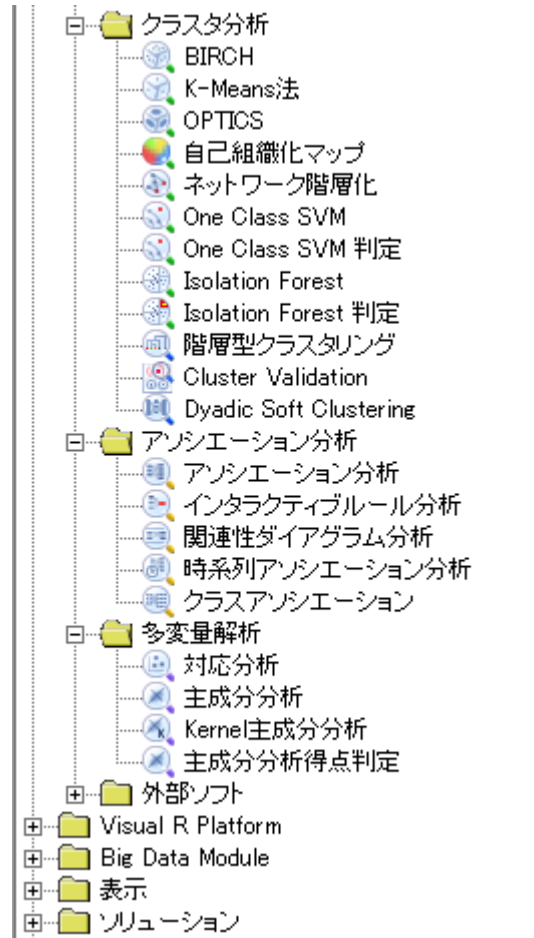 クラスタ分析
BIRCH
K-Means法
OPTICS
自己組織化マップ
ネットワーク階層化
One Class SVM
One Class SVM 判定
Isolation Forest
Isolation Forest 判定
階層型クラスタリング
Cluster Validation
Dyadic Soft Clustering
アソシエーション分析
アソシエーション分析
インタラクティブルール分析
関連性ダイアグラム分析
時系列アソシエーション分析
クラスアソシエーション
多変量解析
対応分析
主成分分析
Kernel主成分分析
主成分分析得点判定
外部ソフト
Visual R Platform
Big Data Module
表示
ソリューション